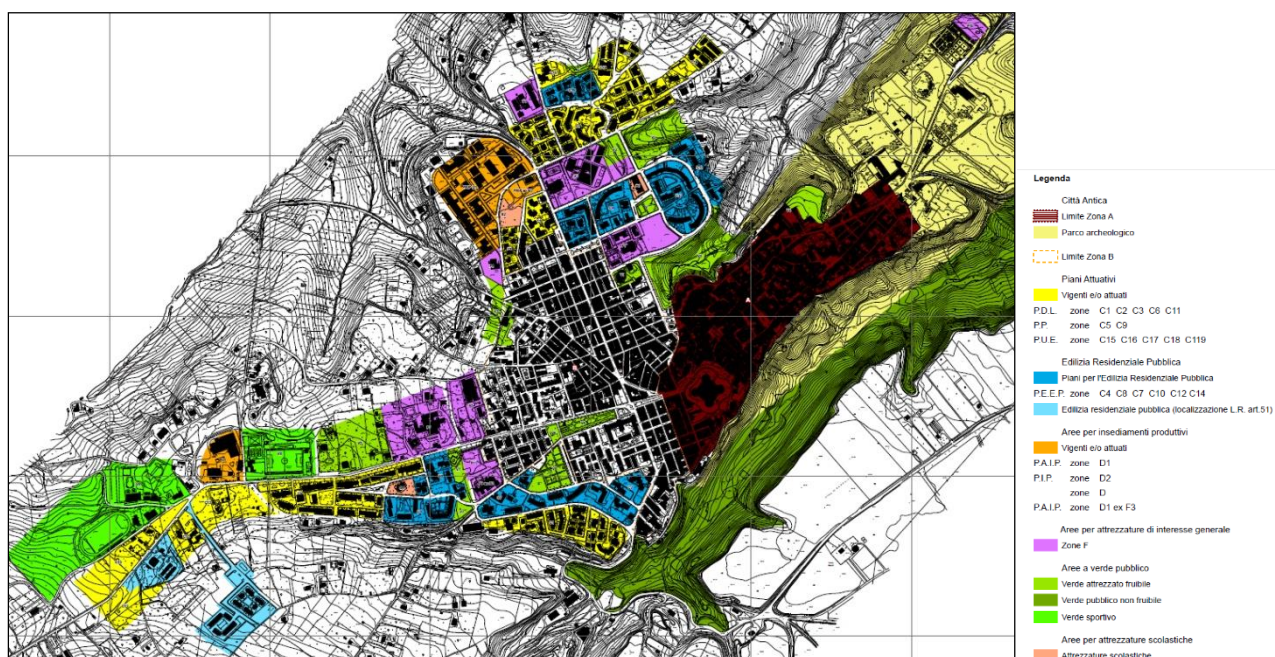 Legenda
Città Antica
Limite Zona A
Parco archeologico
Limite Zona B
Piani Attuativi
Vigenti e/o attuati
P.D.L. zone C1 C2 C3 C6 C11
P.P. zone C5 C9
P.U.E. zone C15 C16 C17 C18 C119
Edilizia Residenziale Pubblica
Piani per l'Edilizia Residenziale Pubblica
P.E.E.P. zone C4 C8 C7 C10 C12 C14
Edilizia residenziale pubblica (localizzazione L.R. art.51)
Aree per insediamenti produttivi
Vigenti e/o attuati
P.A.I.P. zone D1
P.I.P. zone D2
zone D
P.A.I.P. zone D1 ex F3
Aree per attrezzature di interesse generale
Zone F
Aree a verde pubblico
Verde attrezzato fruibile
Verde pubblico non fruibile
Verde sportivo
Aree per attrezzature scolastiche
Attrezzature scolastiche
A